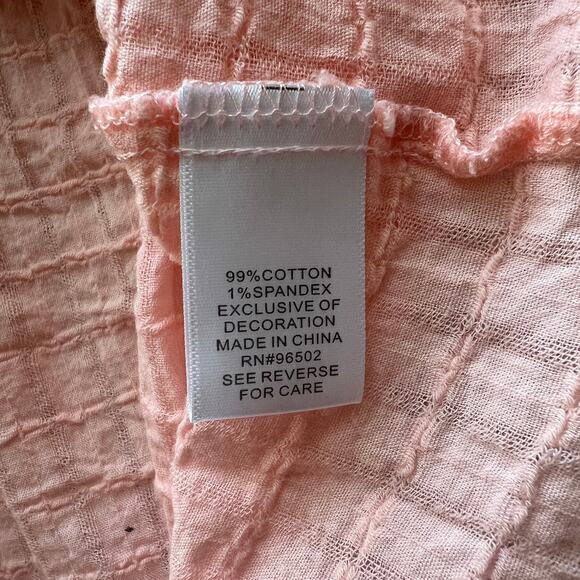 99%COTTON
1%SPANDEX
EXCLUSIVE OF
DECORATION
MADE IN CHINA
RN#96502
SEE REVERSE
FOR CARE